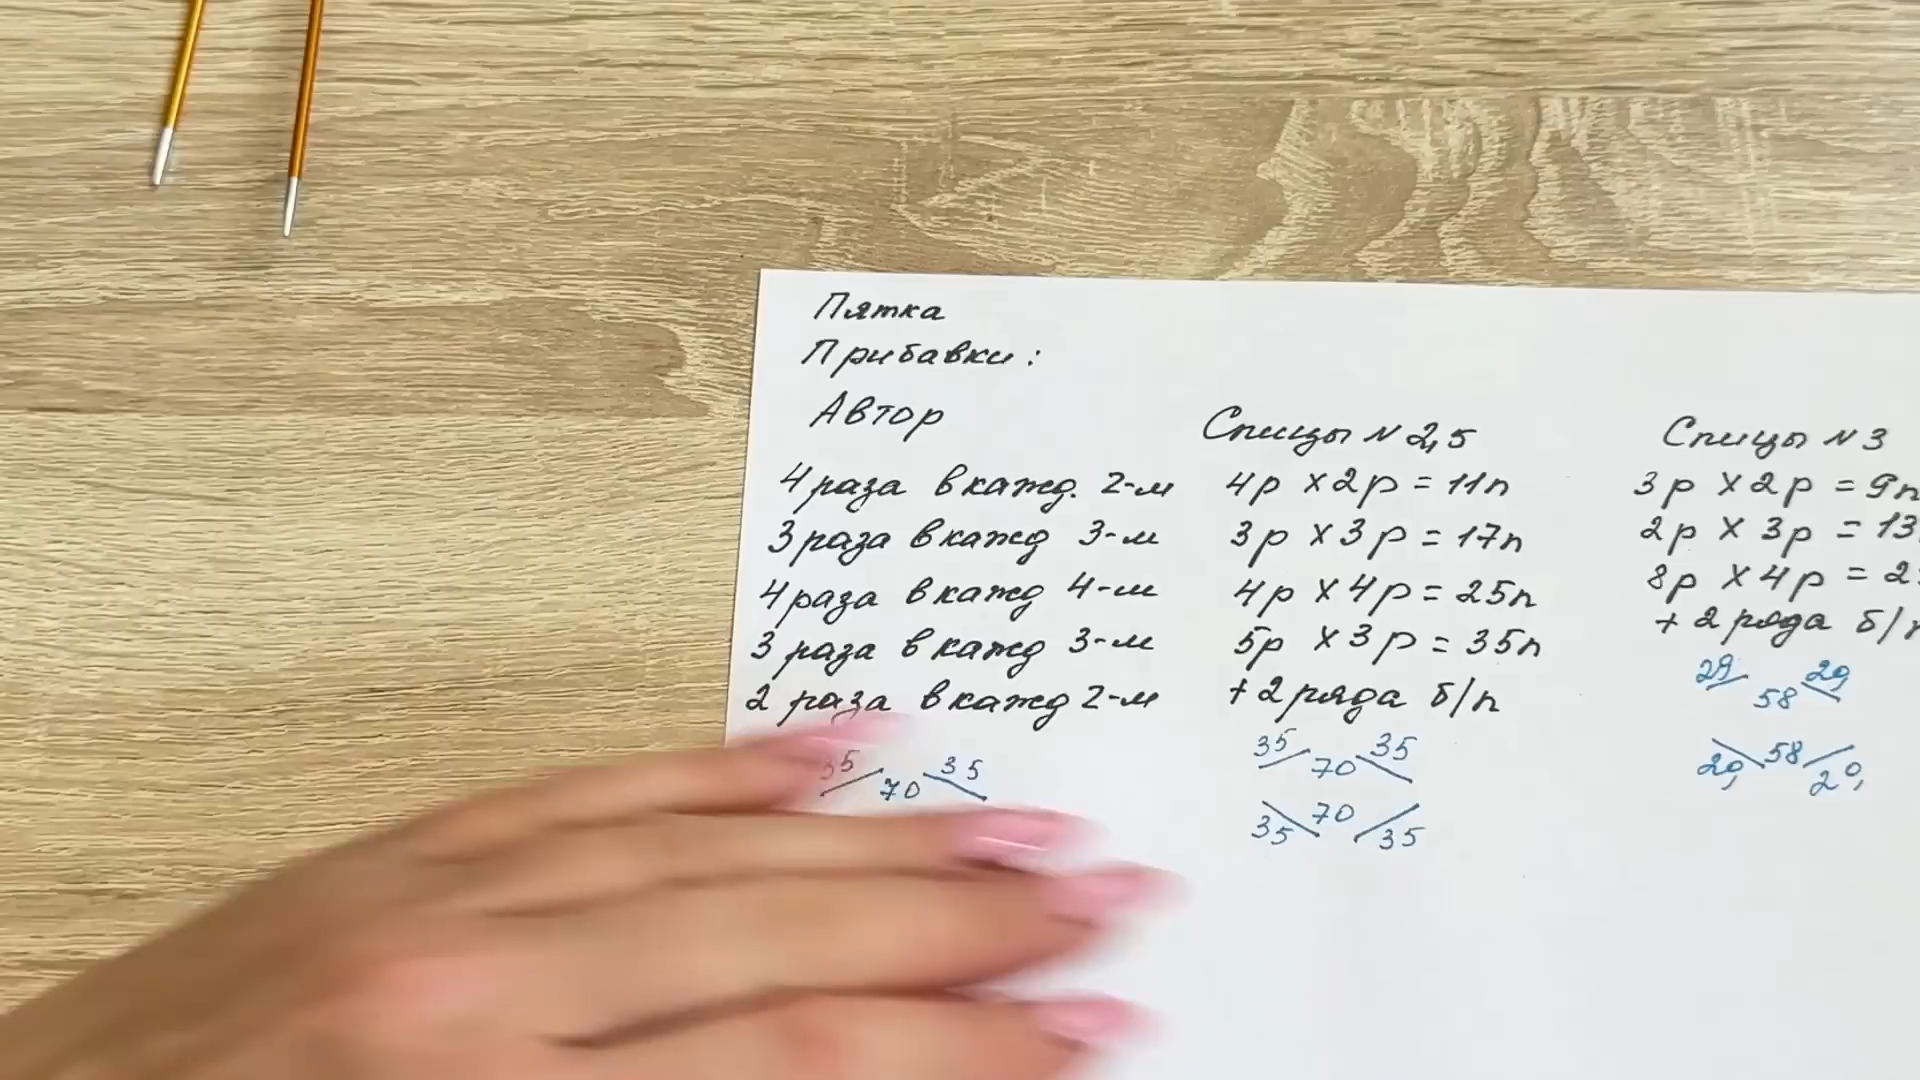 Пятка
Прибавки:
Автор
4 раза в кажд. 2-м
3 раза в кажд 3-м
4 раза в кажд 4-м
3 раза в кажд 3-м
2 раза в кажд 2-м
35 70 35
Спицы N 2,5
4р х 2р = 11п
3р х 3р = 17п
4р х 4р = 25п
5р х 3р = 35п
+ 2 ряда б/п
35 70 35
35 70 35
Спицы N 3
3р х 2р = 9п
2р х 3р = 13
8р х 4р =
+ 2 ряда б/п
29 58 29
29 58 29